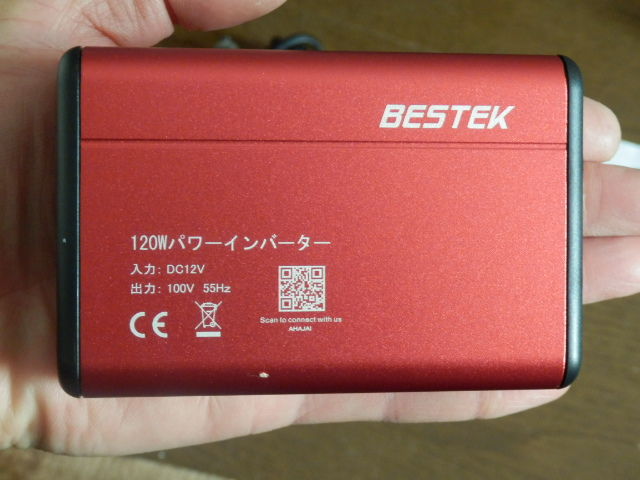 BESTEK
120Wパワーインバーター
入力: DC12V
出力: 100V 55Hz
CE
Scan to connect with us
AHAJAI